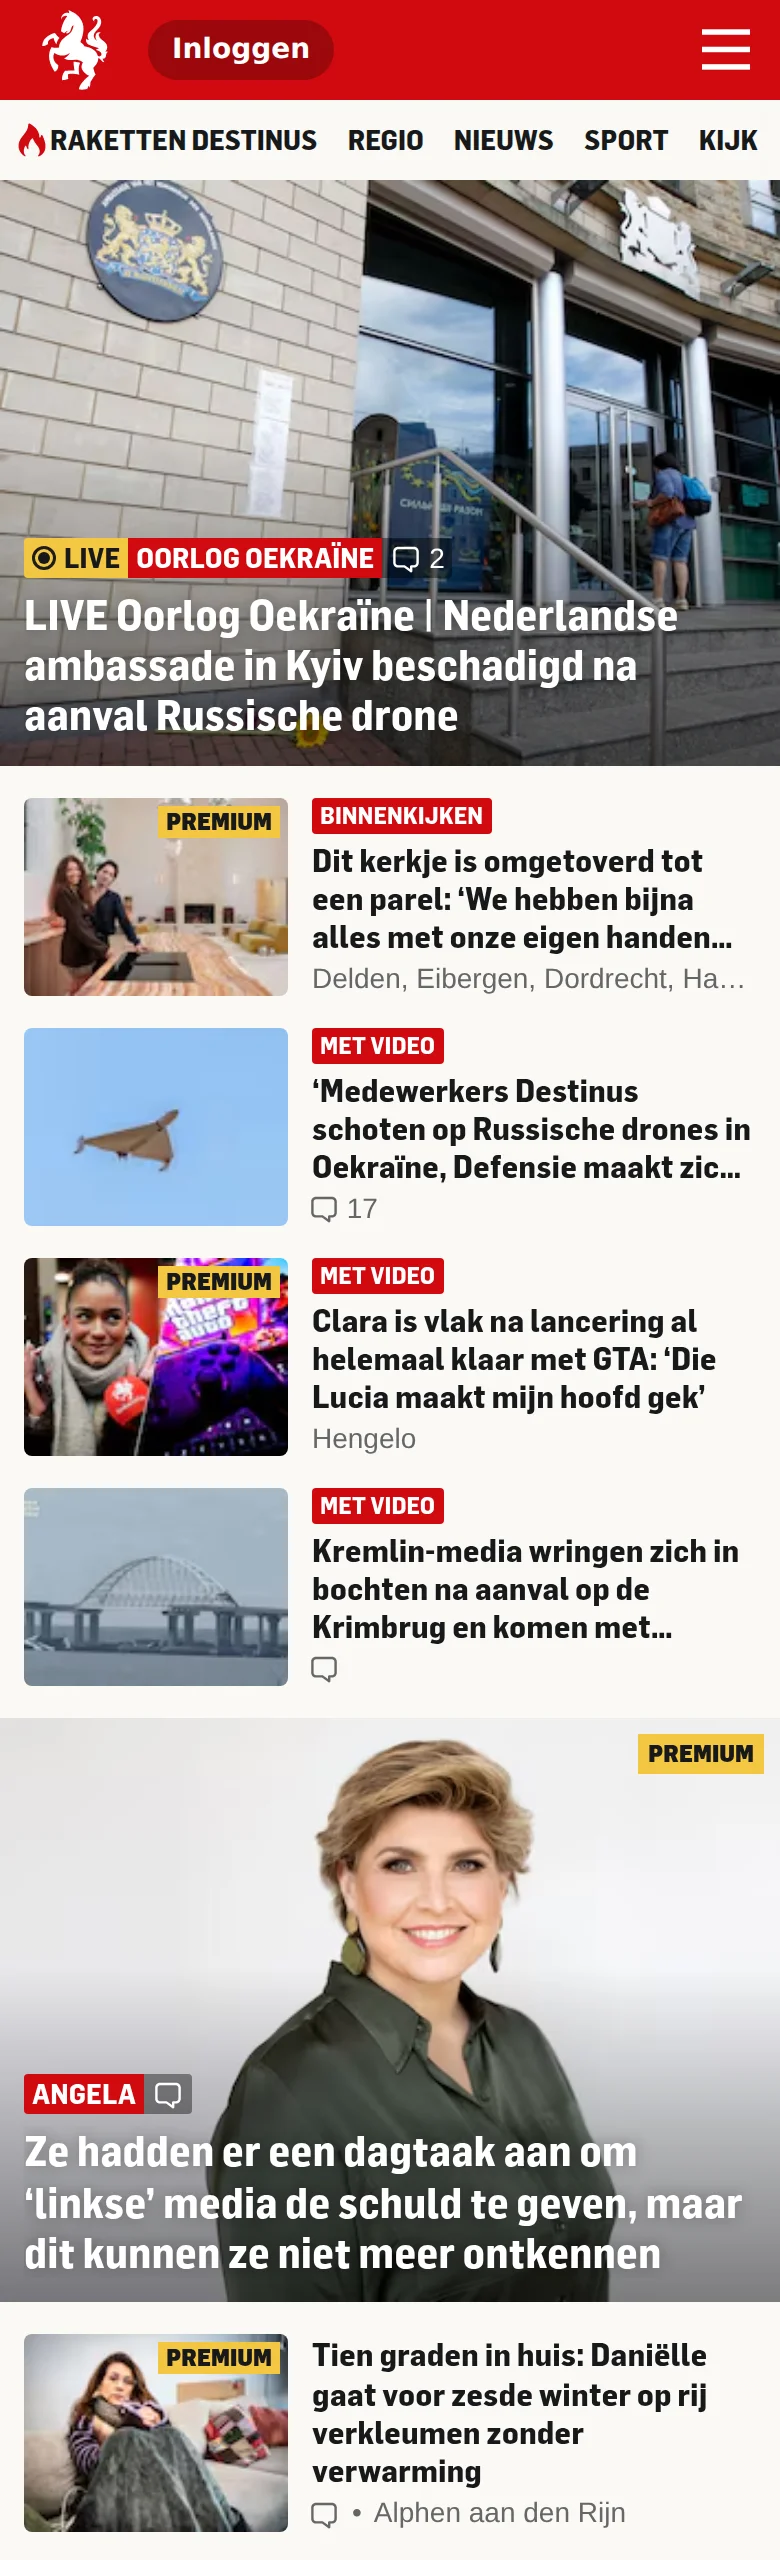 Inloggen
RAKETTEN DESTINUS REGIO NIEUWS SPORT KIJK
LIVE OORLOG OEKRAÏNE 2
LIVE Oorlog Oekraïne | Nederlandse
ambassade in Kyiv beschadigd na
aanval Russische drone
PREMIUM
BINNENKIJKEN
Dit kerkje is omgetoverd tot
een parel: ‘We hebben bijna
alles met onze eigen handen...
Delden, Eibergen, Dordrecht, Ha...
MET VIDEO
‘Medewerkers Destinus
schoten op Russische drones in
Oekraïne, Defensie maakt zic...
17
PREMIUM
MET VIDEO
Clara is vlak na lancering al
helemaal klaar met GTA: ‘Die
Lucia maakt mijn hoofd gek’
Hengelo
MET VIDEO
Kremlin-media wringen zich in
bochten na aanval op de
Krimbrug en komen met...
PREMIUM
ANGELA
Ze hadden er een dagtaak aan om
‘linkse’ media de schuld te geven, maar
dit kunnen ze niet meer ontkennen
PREMIUM
Tien graden in huis: Daniëlle
gaat voor zesde winter op rij
verkleumen zonder
verwarming
• Alphen aan den Rijn